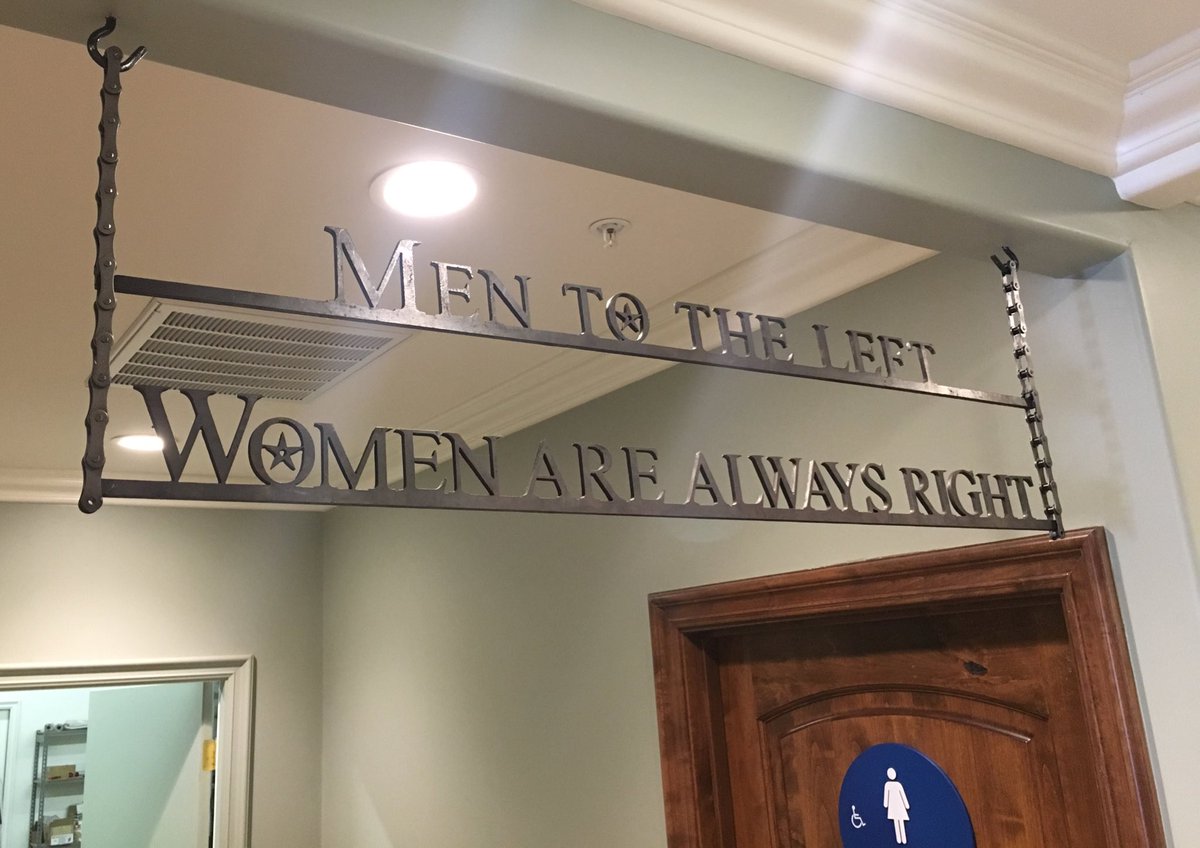 MEN TO THE LEFT
WOMEN ARE ALWAYS RIGHT